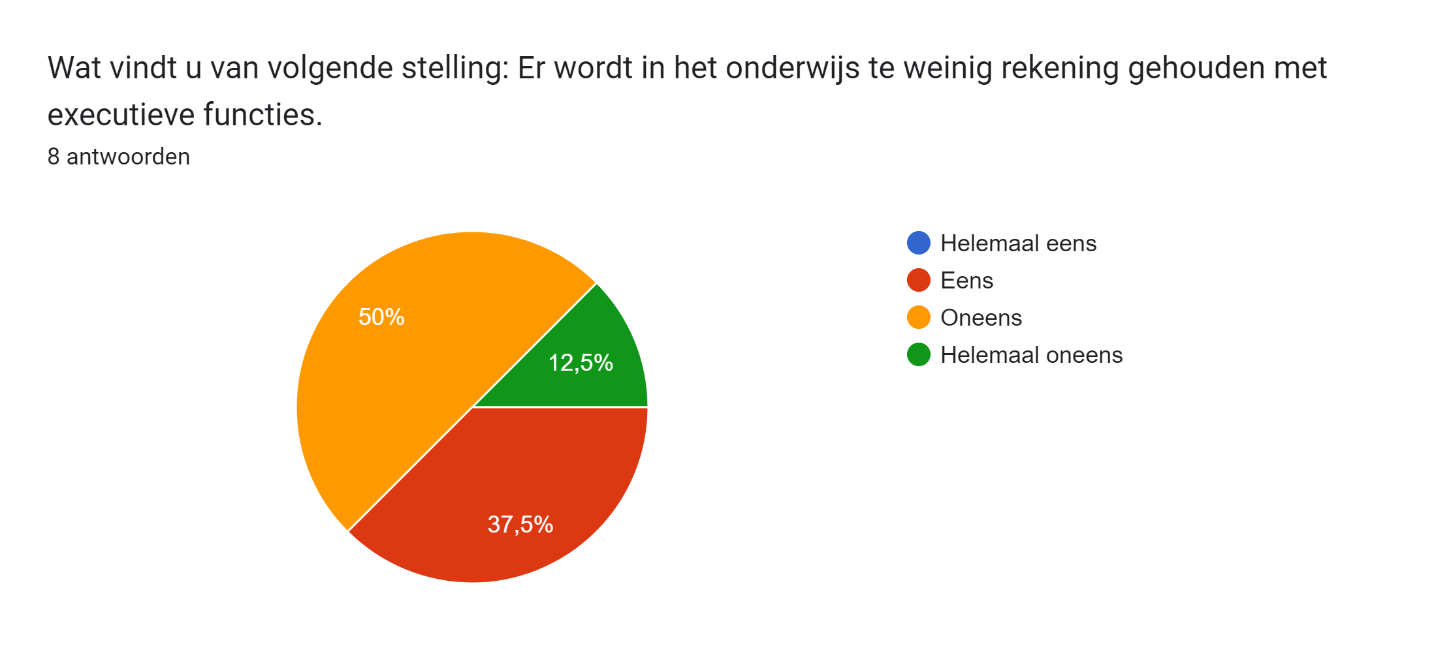 Wat vindt u van volgende stelling: Er wordt in het onderwijs te weinig rekening gehouden met
executieve functies.
8 antwoorden
50%
12,5%
37,5%
Helemaal eens
Eens
Oneens
Helemaal oneens